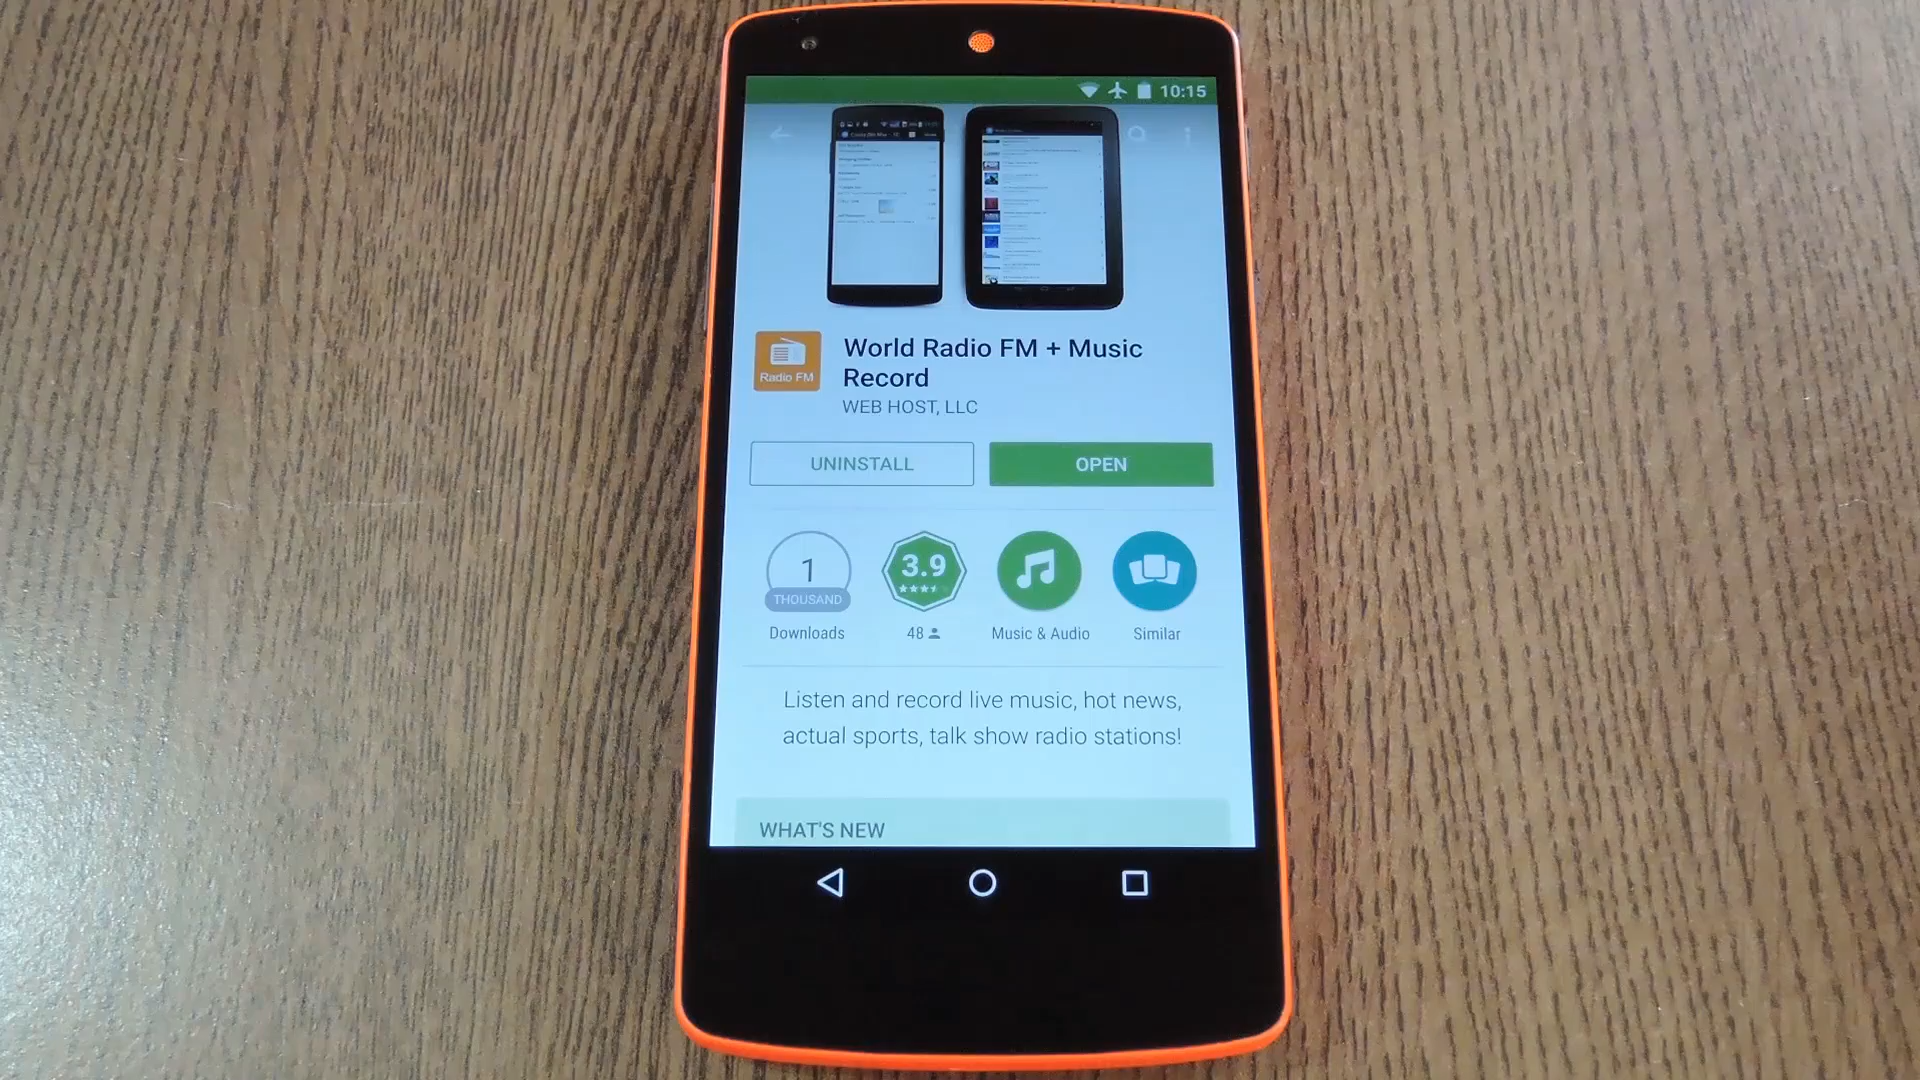 10:15
World Radio FM + Music
Record
Radio FM
WEB HOST, LLC
UNINSTALL
OPEN
1
THOUSAND
3.9
Downloads
48
Music & Audio
Similar
Listen and record live music, hot news,
actual sports, talk show radio stations!
WHAT'S NEW